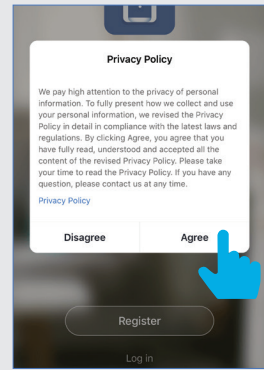 Privacy Policy
We pay high attention to the privacy of personal
information. To fully present how we collect and use
your personal information, we revised the Privacy
Policy in detail in compliance with the latest laws and
regulations. By clicking Agree, you agree that you
have fully read, understood and accepted all the
content of the revised Privacy Policy. Please take
your time to read the Privacy Policy. If you have any
question, please contact us at any time.
Privacy Policy
Disagree Agree
Register
Log in